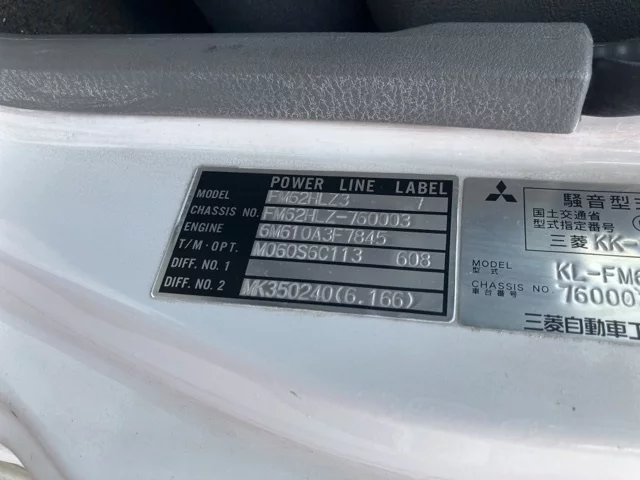 POWER LINE LABEL
MODEL FM62HLZ3 7
CHASSIS NO. FM62HLZ-760003
ENGINE 6M610A3F7845
T/M·OPT. M060S6C113 608
DIFF. NO. 1
DIFF. NO. 2 MK350240(6.166)
騒音型式
国土交通省
型式指定番号
三菱 KK-
MODEL 型式 KL-FM6
CHASSIS NO 車台番号 76000
三菱自動車工